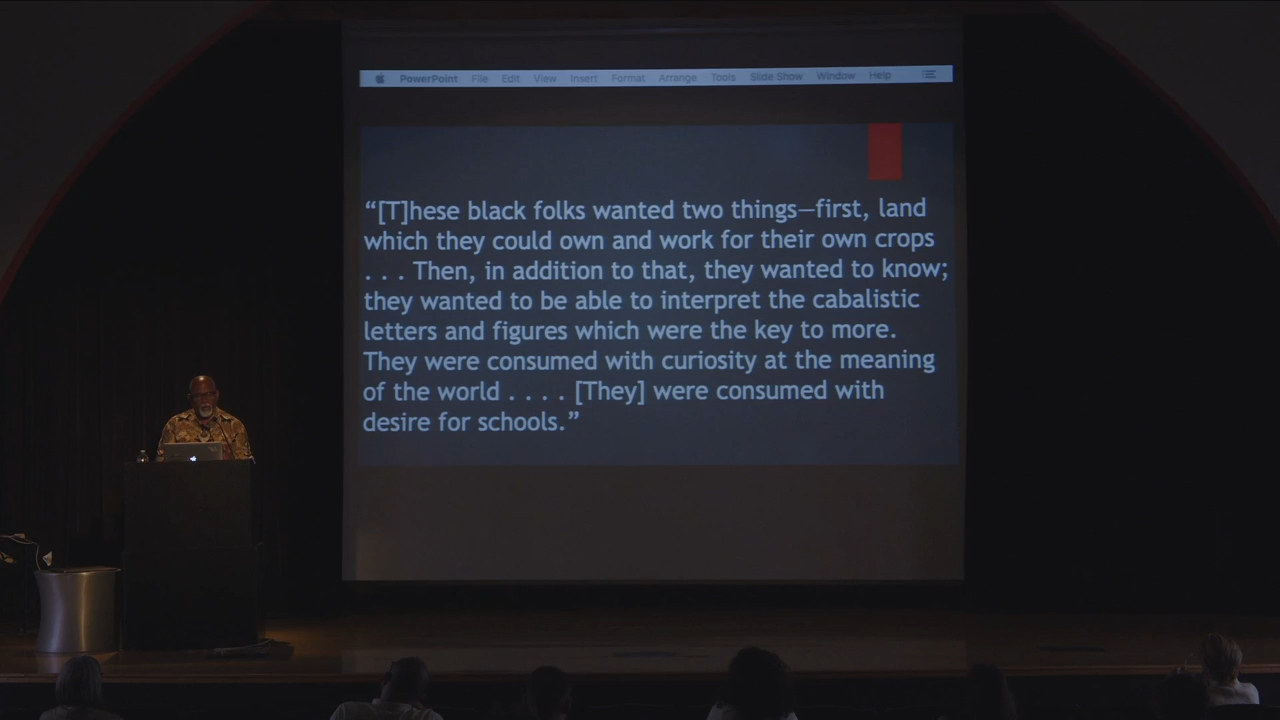 PowerPoint File Edit View Insert Format Arrange Tools Slide Show Window Help
“[T]hese black folks wanted two things—first, land
which they could own and work for their own crops
. . . Then, in addition to that, they wanted to know;
they wanted to be able to interpret the cabalistic
letters and figures which were the key to more.
They were consumed with curiosity at the meaning
of the world . . . . [They] were consumed with
desire for schools.”